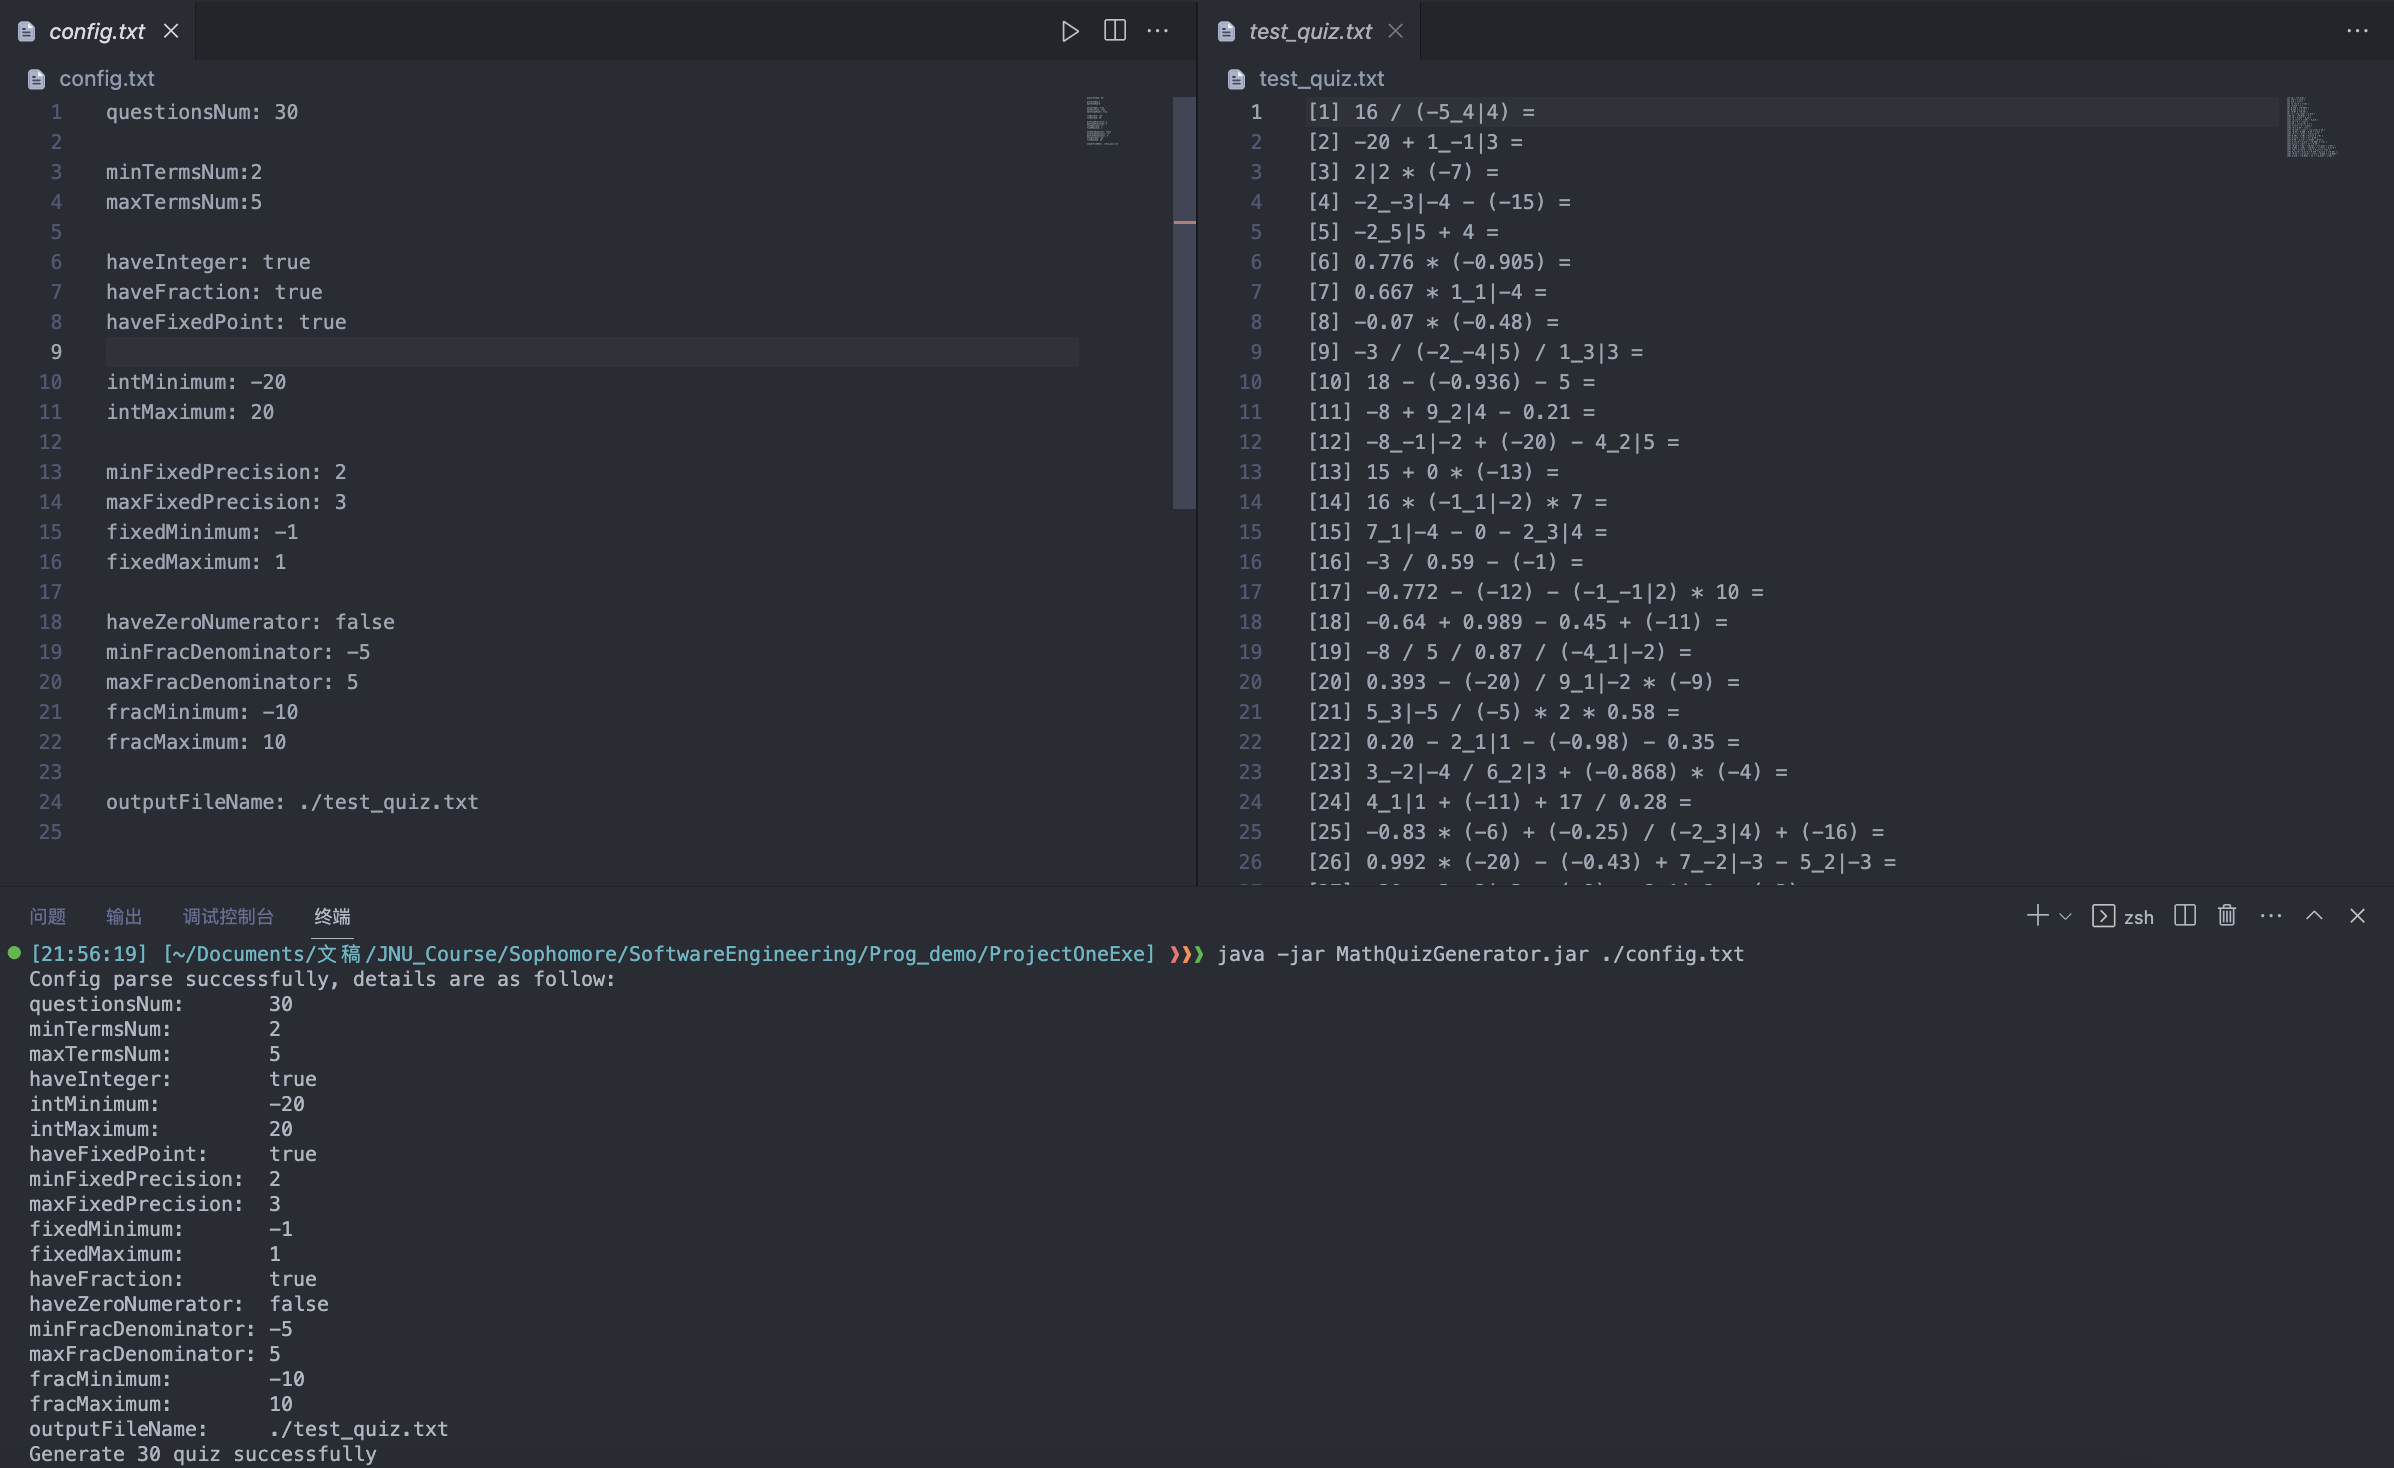 config.txt
config.txt
1 questionsNum: 30
2
3 minTermsNum:2
4 maxTermsNum:5
5
6 haveInteger: true
7 haveFraction: true
8 haveFixedPoint: true
9
10 intMinimum: -20
11 intMaximum: 20
12
13 minFixedPrecision: 2
14 maxFixedPrecision: 3
15 fixedMinimum: -1
16 fixedMaximum: 1
17
18 haveZeroNumerator: false
19 minFracDenominator: -5
20 maxFracDenominator: 5
21 fracMinimum: -10
22 fracMaximum: 10
23
24 outputFileName: ./test_quiz.txt
25
test_quiz.txt
test_quiz.txt
1 [1] 16 / (-5_4|4) =
2 [2] -20 + 1_-1|3 =
3 [3] 2|2 * (-7) =
4 [4] -2_-3|-4 - (-15) =
5 [5] -2_5|5 + 4 =
6 [6] 0.776 * (-0.905) =
7 [7] 0.667 * 1_1|-4 =
8 [8] -0.07 * (-0.48) =
9 [9] -3 / (-2_-4|5) / 1_3|3 =
10 [10] 18 - (-0.936) - 5 =
11 [11] -8 + 9_2|4 - 0.21 =
12 [12] -8_-1|-2 + (-20) - 4_2|5 =
13 [13] 15 + 0 * (-13) =
14 [14] 16 * (-1_1|-2) * 7 =
15 [15] 7_1|-4 - 0 - 2_3|4 =
16 [16] -3 / 0.59 - (-1) =
17 [17] -0.772 - (-12) - (-1_-1|2) * 10 =
18 [18] -0.64 + 0.989 - 0.45 + (-11) =
19 [19] -8 / 5 / 0.87 / (-4_1|-2) =
20 [20] 0.393 - (-20) / 9_1|-2 * (-9) =
21 [21] 5_3|-5 / (-5) * 2 * 0.58 =
22 [22] 0.20 - 2_1|1 - (-0.98) - 0.35 =
23 [23] 3_-2|-4 / 6_2|3 + (-0.868) * (-4) =
24 [24] 4_1|1 + (-11) + 17 / 0.28 =
25 [25] -0.83 * (-6) + (-0.25) / (-2_3|4) + (-16) =
26 [26] 0.992 * (-20) - (-0.43) + 7_-2|-3 - 5_2|-3 =
问题 输出 调试控制台 终端
zsh
[21:56:19] [~/Documents/文稿/JNU_Course/Sophomore/SoftwareEngineering/Prog_demo/ProjectOneExe] ❯❯❯ java -jar MathQuizGenerator.jar ./config.txt
Config parse successfully, details are as follow:
questionsNum: 30
minTermsNum: 2
maxTermsNum: 5
haveInteger: true
intMinimum: -20
intMaximum: 20
haveFixedPoint: true
minFixedPrecision: 2
maxFixedPrecision: 3
fixedMinimum: -1
fixedMaximum: 1
haveFraction: true
haveZeroNumerator: false
minFracDenominator: -5
maxFracDenominator: 5
fracMinimum: -10
fracMaximum: 10
outputFileName: ./test_quiz.txt
Generate 30 quiz successfully